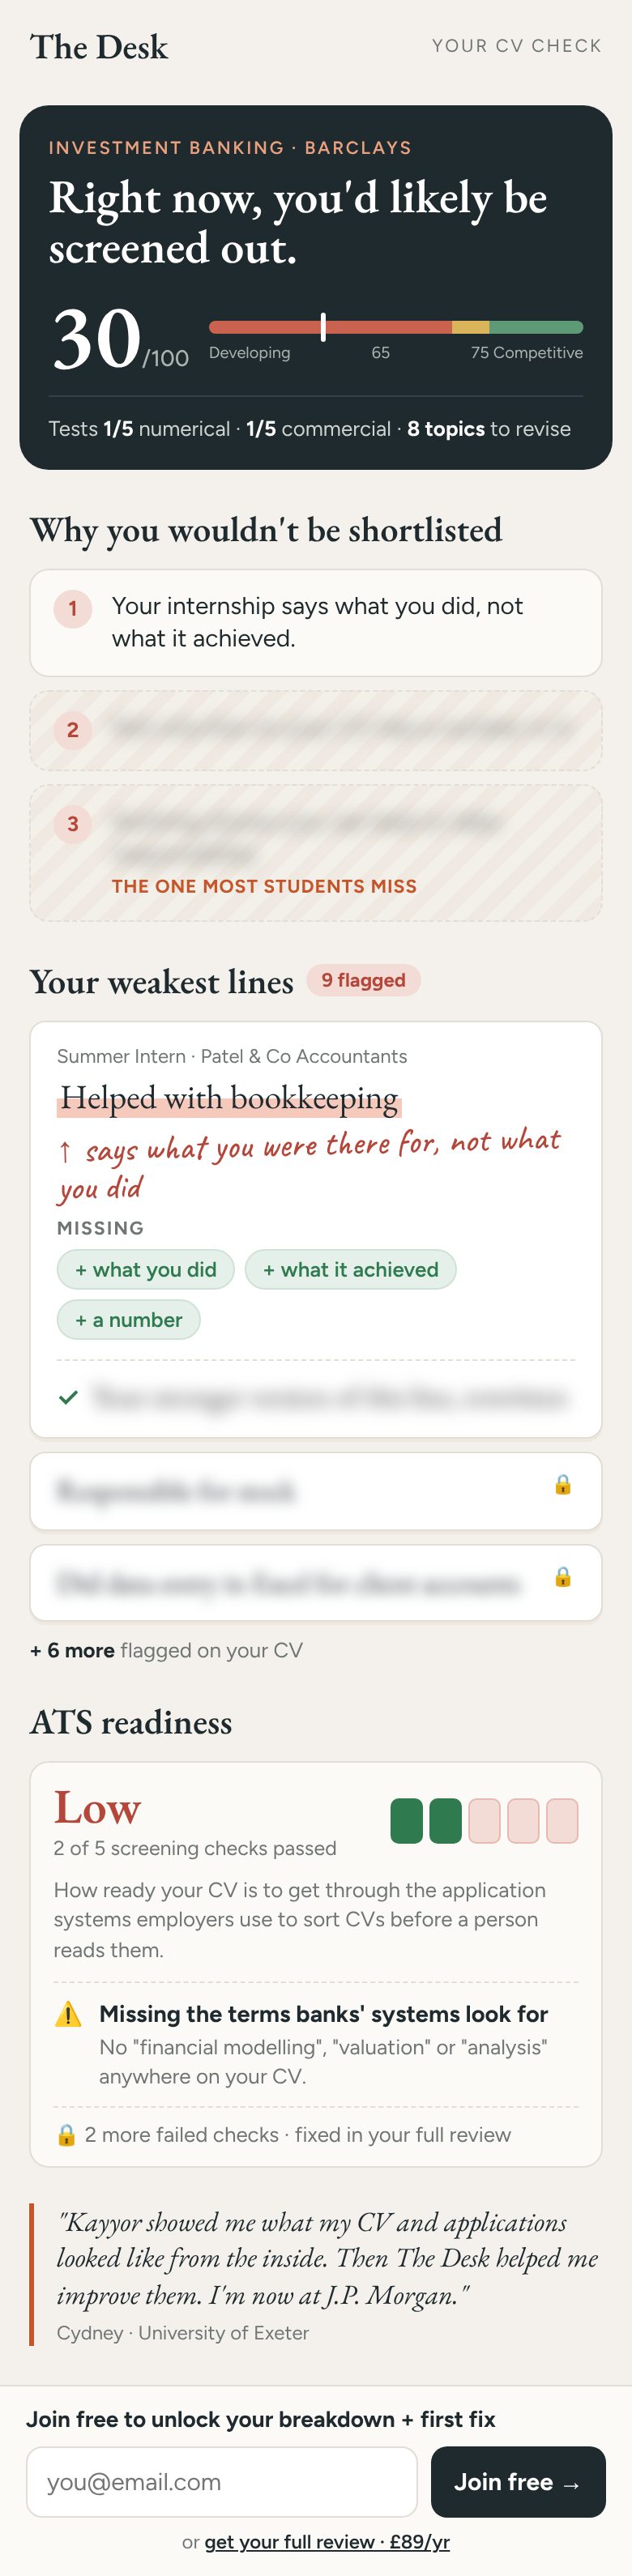 The Desk
YOUR CV CHECK
INVESTMENT BANKING · BARCLAYS
Right now, you'd likely be
screened out.
30/100
Developing 65 75 Competitive
Tests 1/5 numerical · 1/5 commercial · 8 topics to revise
Why you wouldn't be shortlisted
1 Your internship says what you did, not
what it achieved.
2
3
THE ONE MOST STUDENTS MISS
Your weakest lines 9 flagged
Summer Intern · Patel & Co Accountants
Helped with bookkeeping
↑ says what you were there for, not what
you did
MISSING
+ what you did + what it achieved
+ a number
+ 6 more flagged on your CV
ATS readiness
Low
2 of 5 screening checks passed
How ready your CV is to get through the application
systems employers use to sort CVs before a person
reads them.
Missing the terms banks' systems look for
No "financial modelling", "valuation" or "analysis"
anywhere on your CV.
2 more failed checks · fixed in your full review
"Kayyor showed me what my CV and applications
looked like from the inside. Then The Desk helped me
improve them. I'm now at J.P. Morgan."
Cydney · University of Exeter
Join free to unlock your breakdown + first fix
you@email.com
Join free →
or get your full review · £89/yr